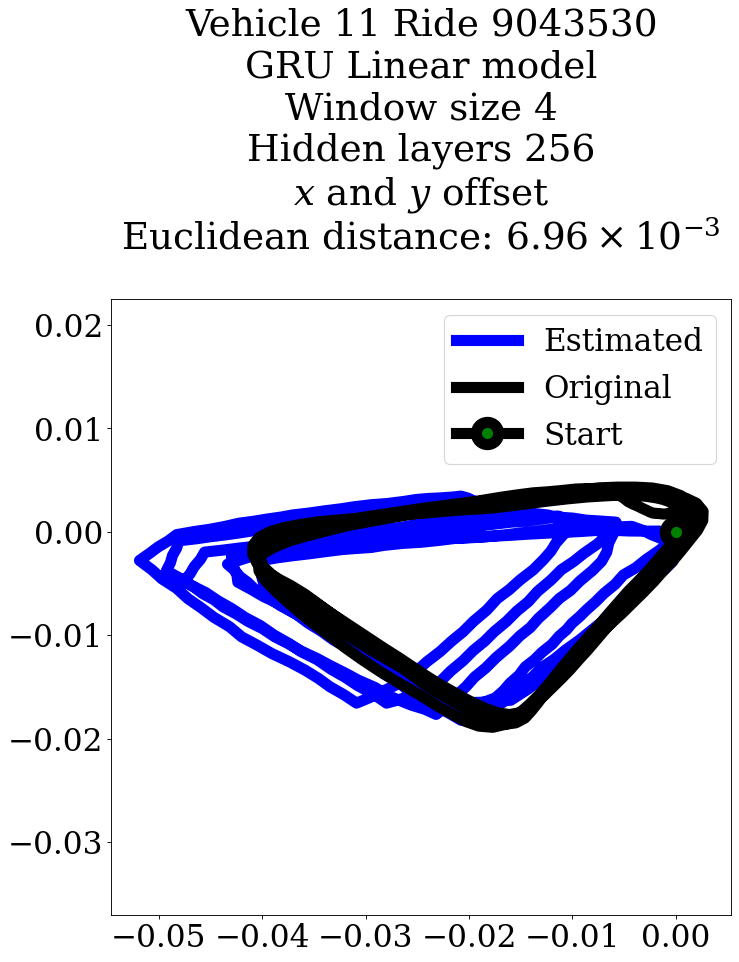 Vehicle 11 Ride 9043530
GRU Linear model
Window size 4
Hidden layers 256
x and y offset
Euclidean distance: 6.96 × 10⁻³
Estimated
Original
Start
0.02
0.01
0.00
−0.01
−0.02
−0.03
−0.05 −0.04 −0.03 −0.02 −0.01 0.00